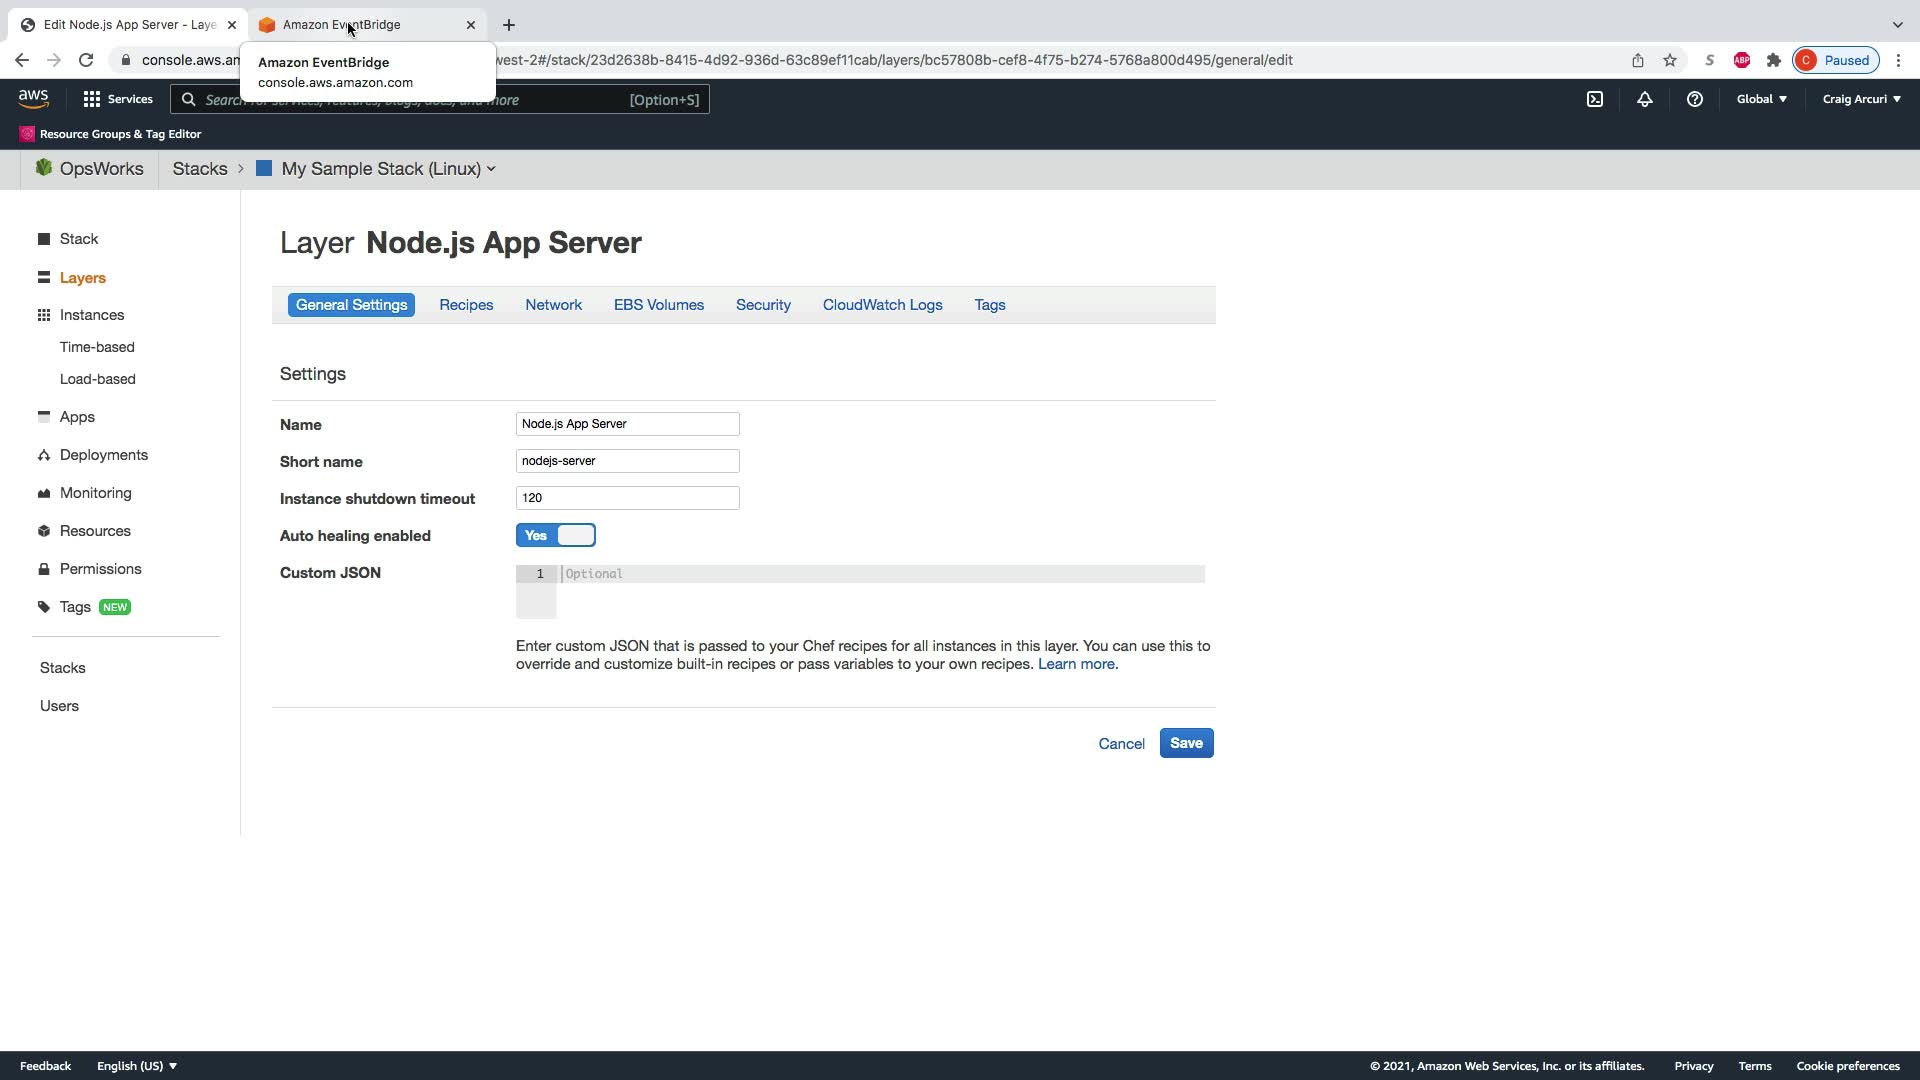 Edit Node.js App Server - Laye
Amazon EventBridge
Amazon EventBridge
console.aws.amazon.com
console.aws.am
west-2#/stack/23d2638b-8415-4d92-936d-63c89ef11cab/layers/bc57808b-cef8-4f75-b274-5768a800d495/general/edit
S
ABP
C Paused
aws
Services
Search for services, features, blogs, docs, and more
[Option+S]
Global
Craig Arcuri
Resource Groups & Tag Editor
OpsWorks
Stacks
My Sample Stack (Linux)
Stack
Layers
Instances
Time-based
Load-based
Apps
Deployments
Monitoring
Resources
Permissions
Tags NEW
Stacks
Users
Layer Node.js App Server
General Settings
Recipes
Network
EBS Volumes
Security
CloudWatch Logs
Tags
Settings
Name
Node.js App Server
Short name
nodejs-server
Instance shutdown timeout
120
Auto healing enabled
Yes
Custom JSON
1
Optional
Enter custom JSON that is passed to your Chef recipes for all instances in this layer. You can use this to
override and customize built-in recipes or pass variables to your own recipes. Learn more.
Cancel
Save
Feedback
English (US)
© 2021, Amazon Web Services, Inc. or its affiliates.
Privacy
Terms
Cookie preferences